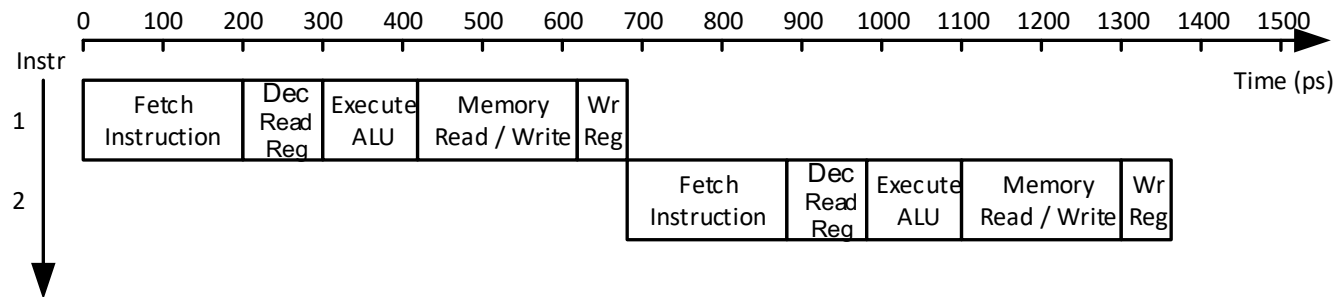 0 100 200 300 400 500 600 700 800 900 1000 1100 1200 1300 1400 1500
Instr
Time (ps)
1
Fetch
Instruction
Dec
Read
Reg
Execute
ALU
Memory
Read / Write
Wr
Reg
2
Fetch
Instruction
Dec
Read
Reg
Execute
ALU
Memory
Read / Write
Wr
Reg